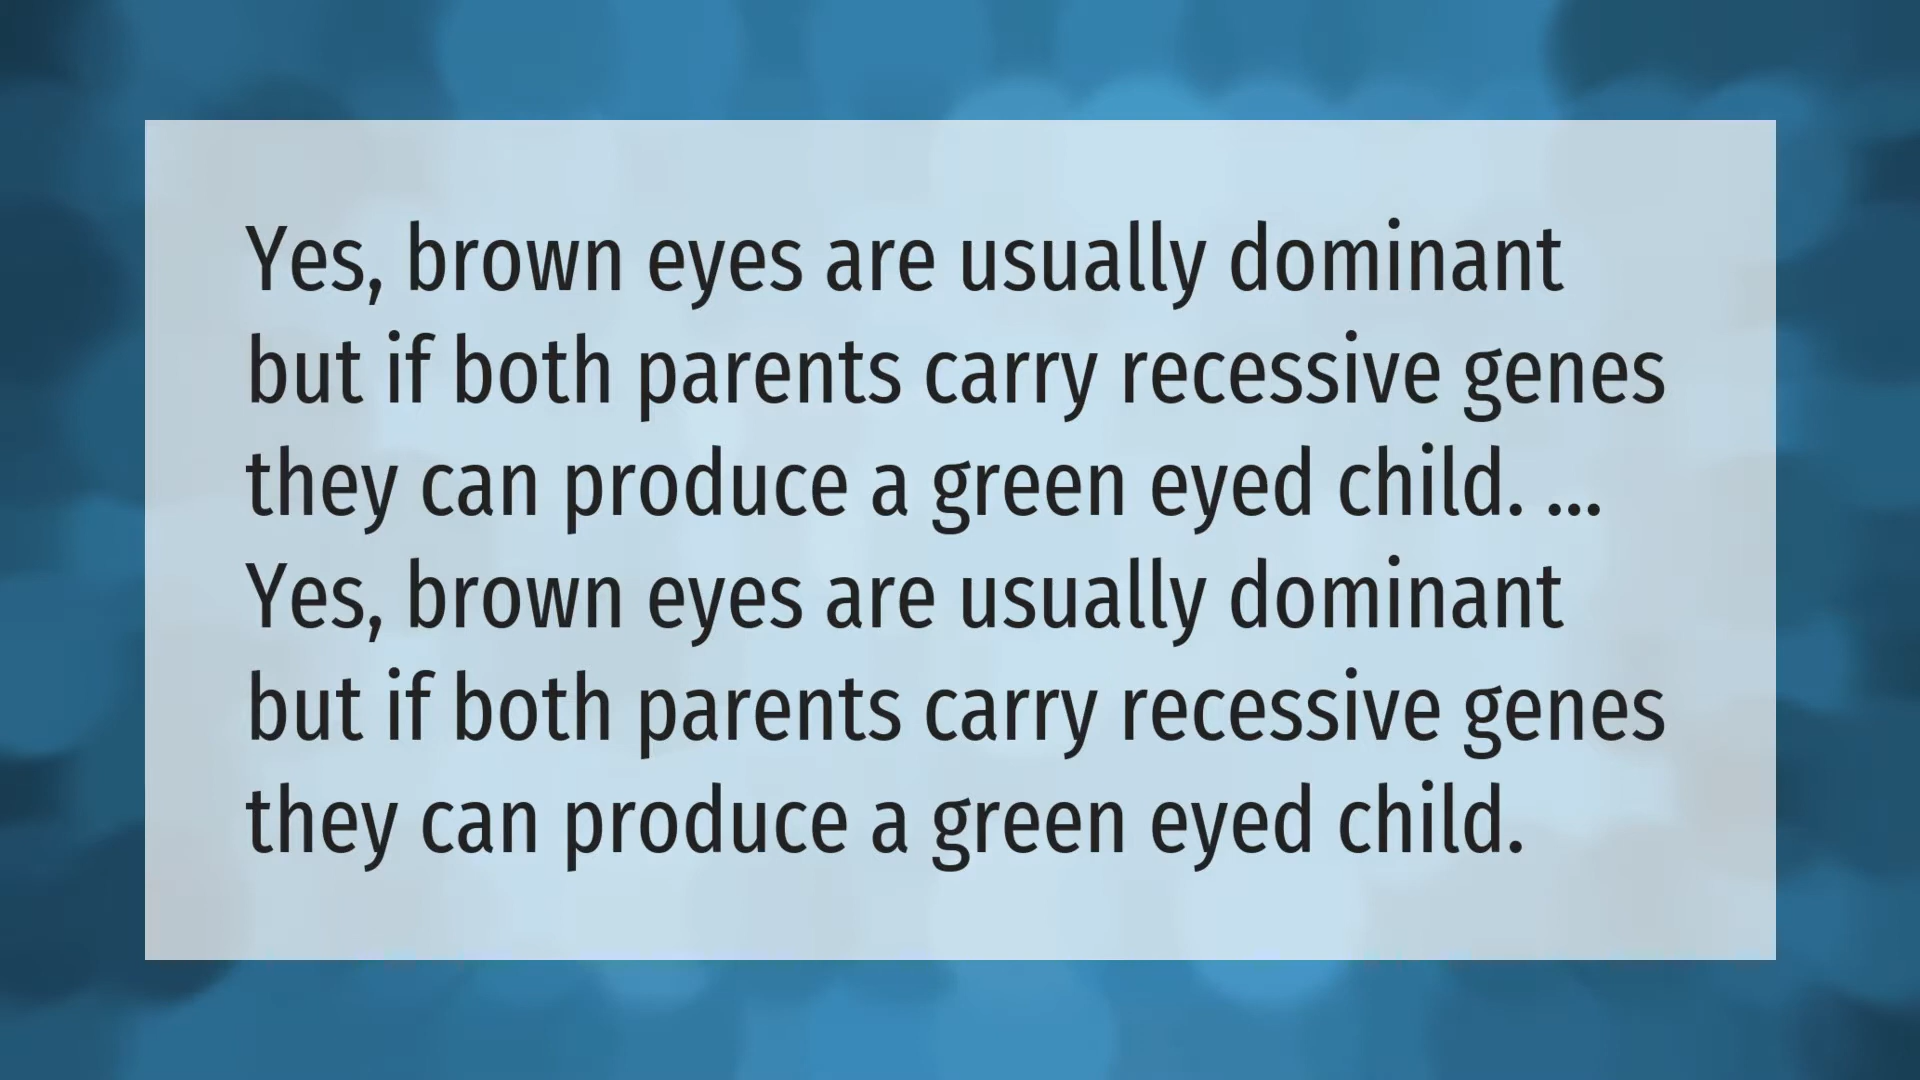 Yes, brown eyes are usually dominant
but if both parents carry recessive genes
they can produce a green eyed child. ...
Yes, brown eyes are usually dominant
but if both parents carry recessive genes
they can produce a green eyed child.